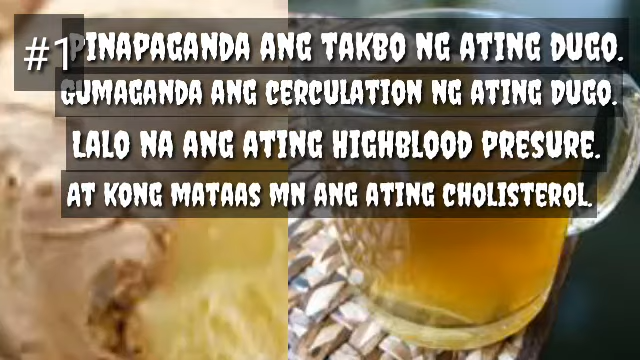 #1
PINAPAGANDA ANG TAKBO NG ATING DUGO.
GUMAGANDA ANG CERCULATION NG ATING DUGO.
LALO NA ANG ATING HIGHBLOOD PRESURE.
AT KONG MATAAS MN ANG ATING CHOLISTEROL.